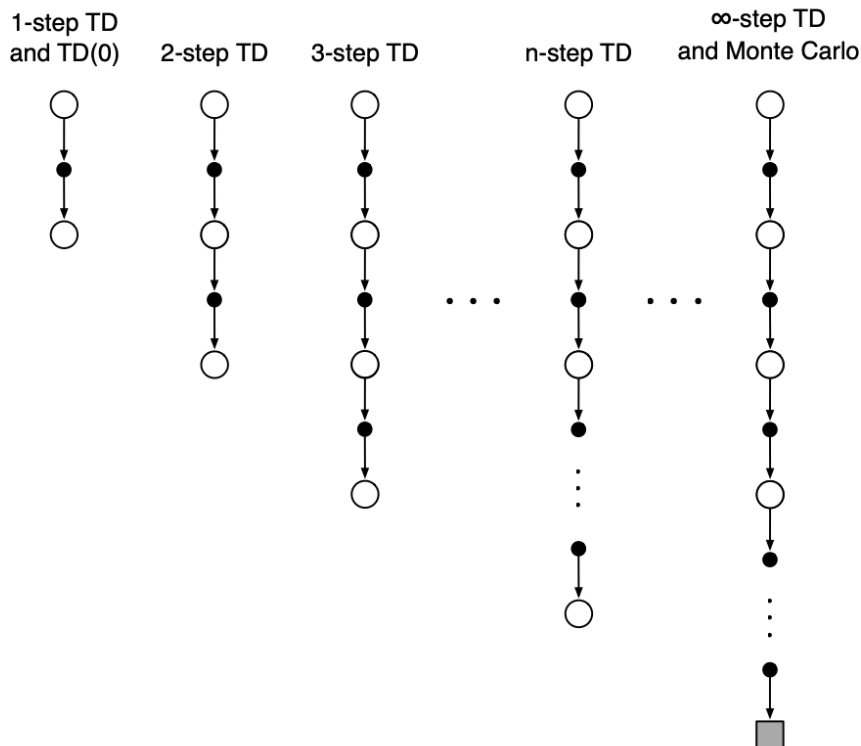 1-step TD
and TD(0)
2-step TD
3-step TD
n-step TD
∞-step TD
and Monte Carlo